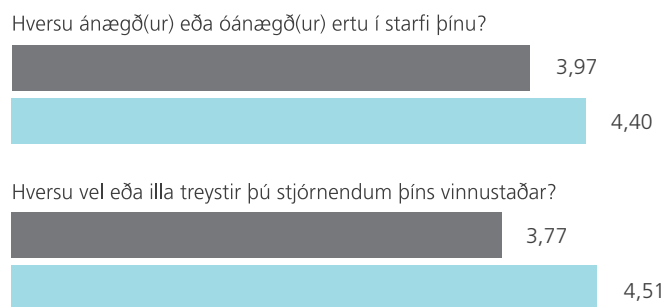 Hversu ánægð(ur) eða óánægð(ur) ertu í starfi þínu?
3,97
4,40
Hversu vel eða illa treystir þú stjórnendum þíns vinnustaðar?
3,77
4,51